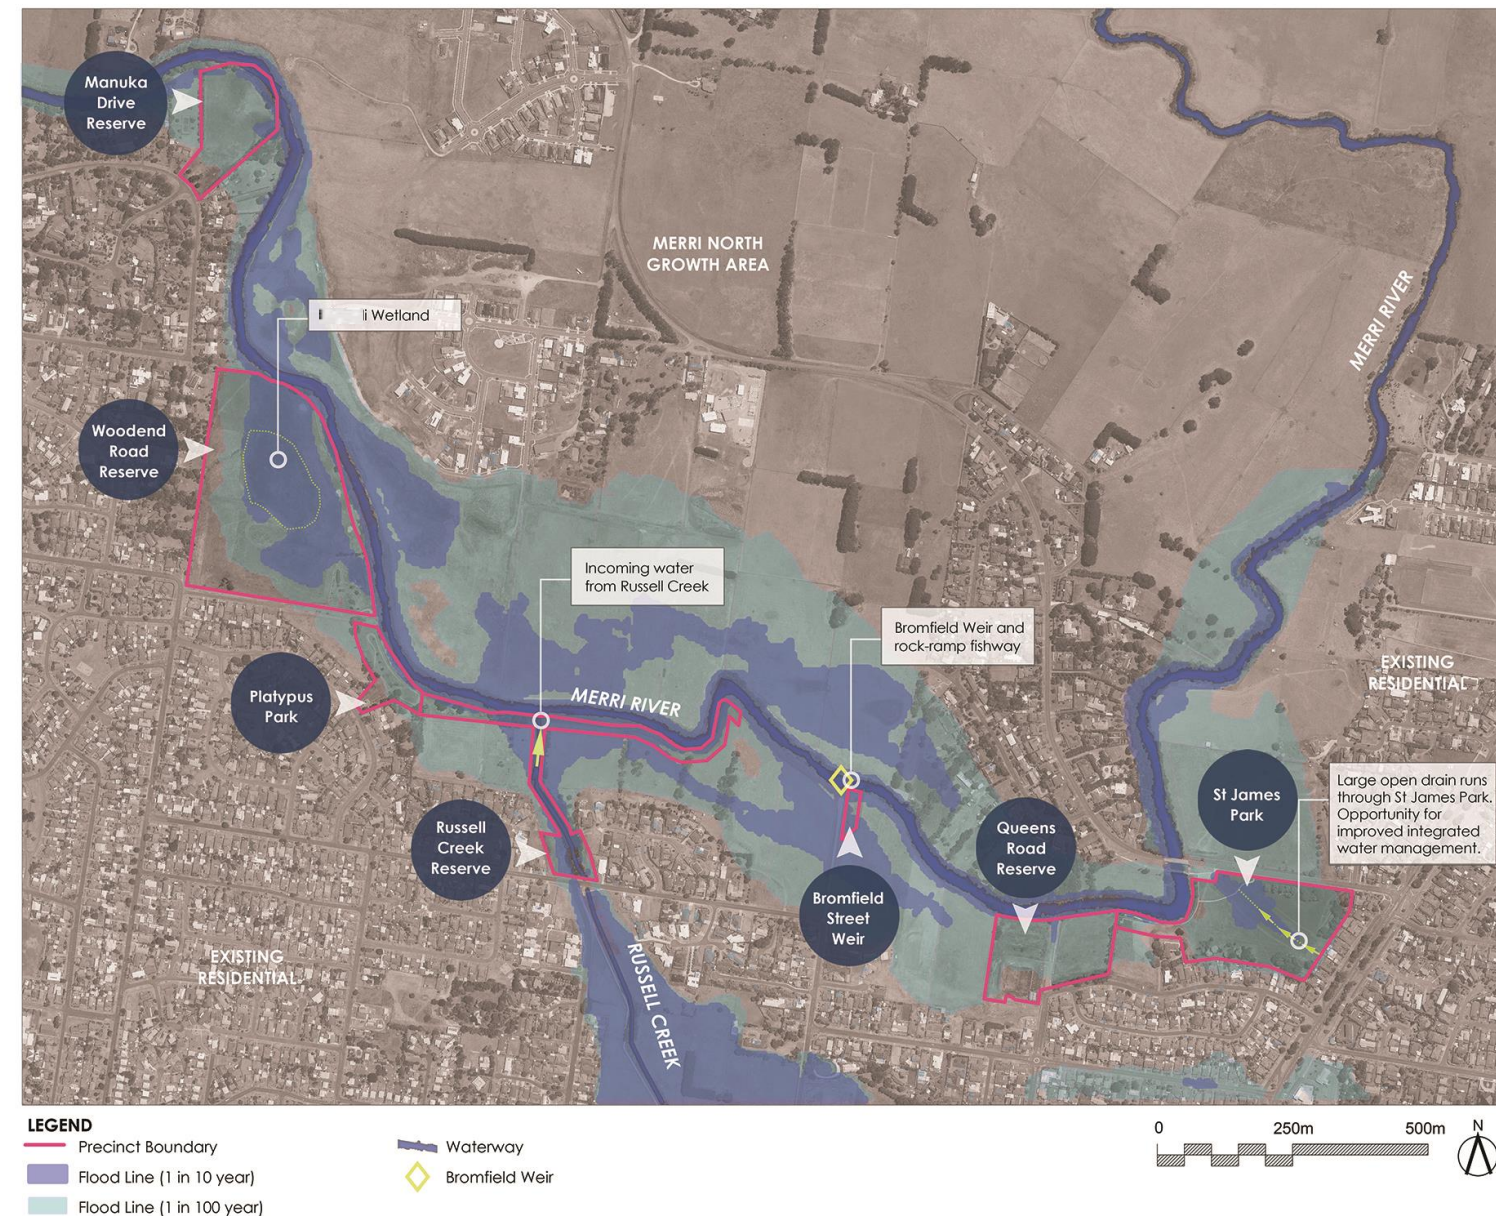 Manuka
Drive
Reserve
MERRI NORTH
GROWTH AREA
MERRI RIVER
Wetland
Woodend
Road
Reserve
Incoming water
from Russell Creek
Bromfield Weir and
rock-ramp fishway
EXISTING
RESIDENTIAL
Platypus
Park
MERRI RIVER
St James
Park
Large open drain runs
through St James Park.
Opportunity for
improved integrated
water management.
Russell
Creek
Reserve
Queens
Road
Reserve
Bromfield
Street
Weir
EXISTING
RESIDENTIAL
RUSSELL CREEK
LEGEND
Precinct Boundary
Flood Line (1 in 10 year)
Flood Line (1 in 100 year)
Waterway
Bromfield Weir
0 250m 500m
N